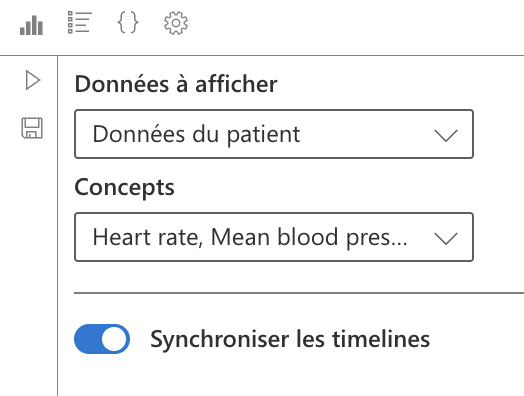 Données à afficher
Données du patient
Concepts
Heart rate, Mean blood pres...
Synchroniser les timelines